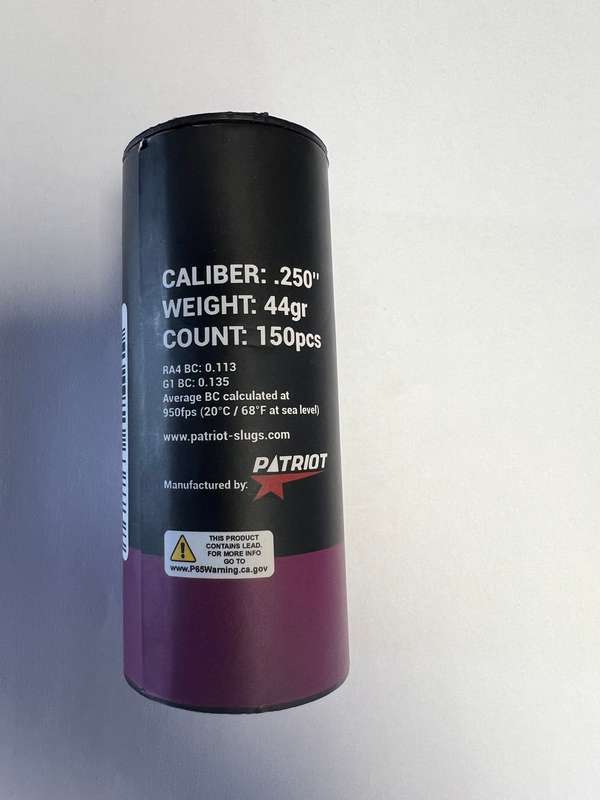 CALIBER: .250"
WEIGHT: 44gr
COUNT: 150pcs
RA4 BC: 0.113
G1 BC: 0.135
Average BC calculated at
950fps (20°C / 68°F at sea level)
www.patriot-slugs.com
Manufactured by: PATRIOT
THIS PRODUCT
CONTAINS LEAD.
FOR MORE INFO
GO TO
www.P65Warning.ca.gov